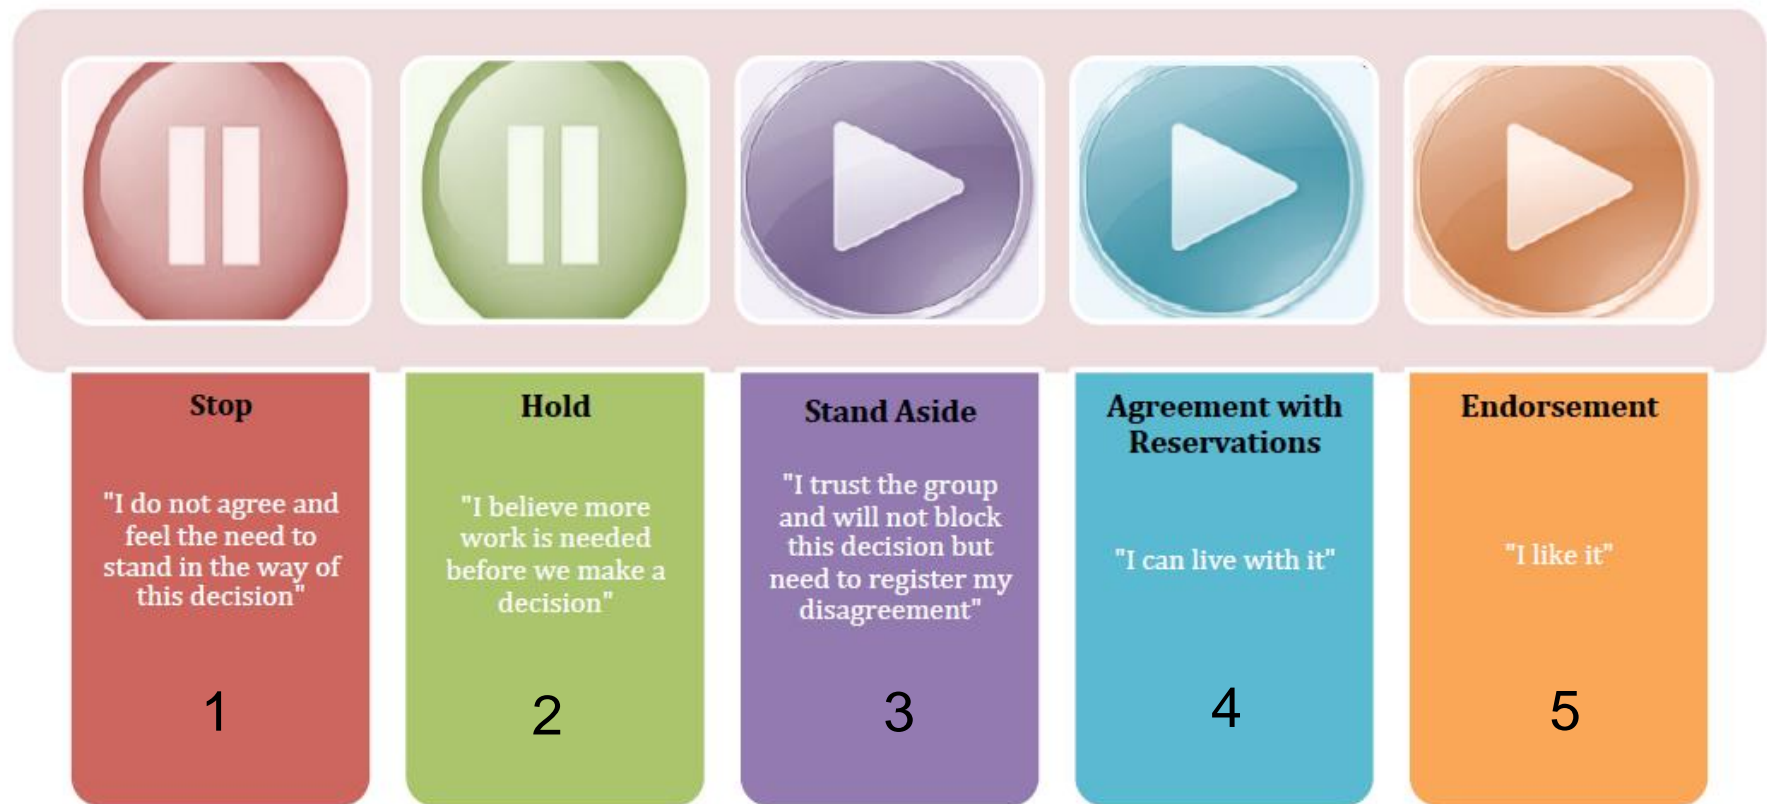 Stop
"I do not agree and
feel the need to
stand in the way of
this decision"
1
Hold
"I believe more
work is needed
before we make a
decision"
2
Stand Aside
"I trust the group
and will not block
this decision but
need to register my
disagreement"
3
Agreement with
Reservations
"I can live with it"
4
Endorsement
"I like it"
5